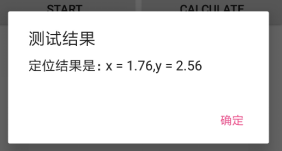 START CALCULATE
测试结果
定位结果是：x = 1.76,y = 2.56
确定